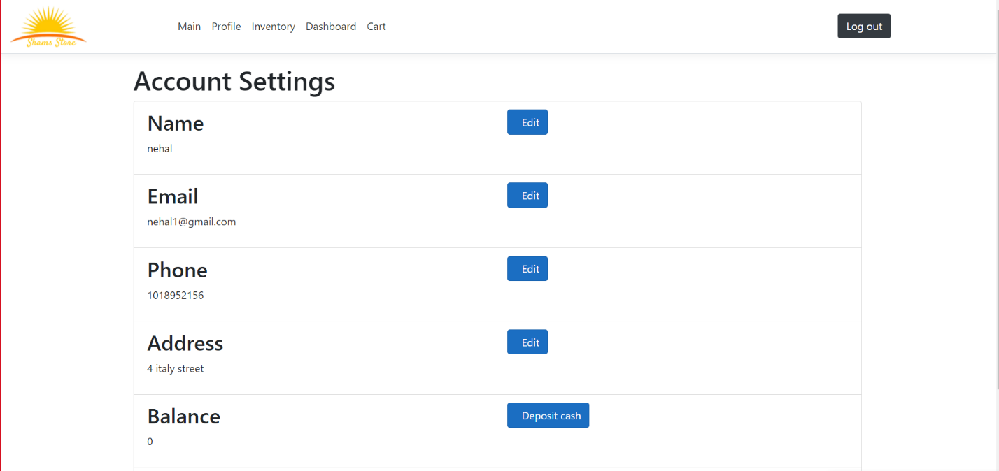 Shams Store
Main Profile Inventory Dashboard Cart
Log out
Account Settings
Name
Edit
nehal
Email
Edit
nehal1@gmail.com
Phone
Edit
1018952156
Address
Edit
4 italy street
Balance
Deposit cash
0